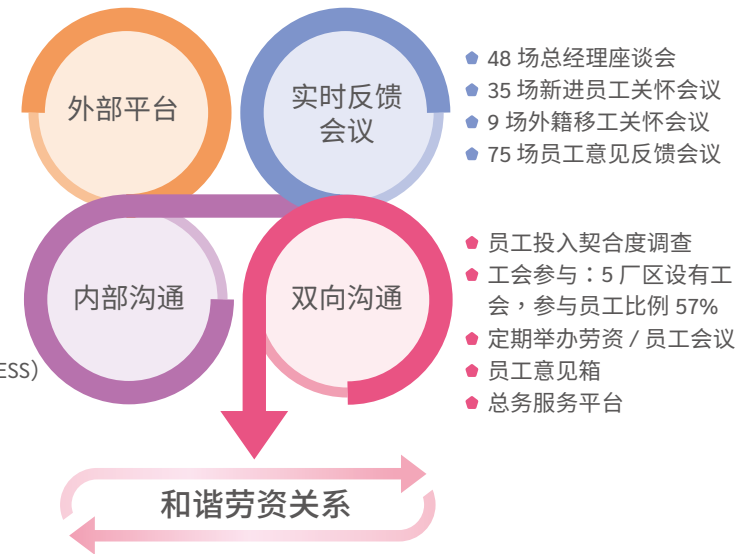 外部平台
实时反馈
会议
48 场总经理座谈会
35 场新进员工关怀会议
9 场外籍移工关怀会议
75 场员工意见反馈会议
内部沟通
双向沟通
员工投入契合度调查
工会参与：5 厂区设有工
会，参与员工比例 57%
定期举办劳资 / 员工会议
员工意见箱
总务服务平台
ESS）
和谐劳资关系